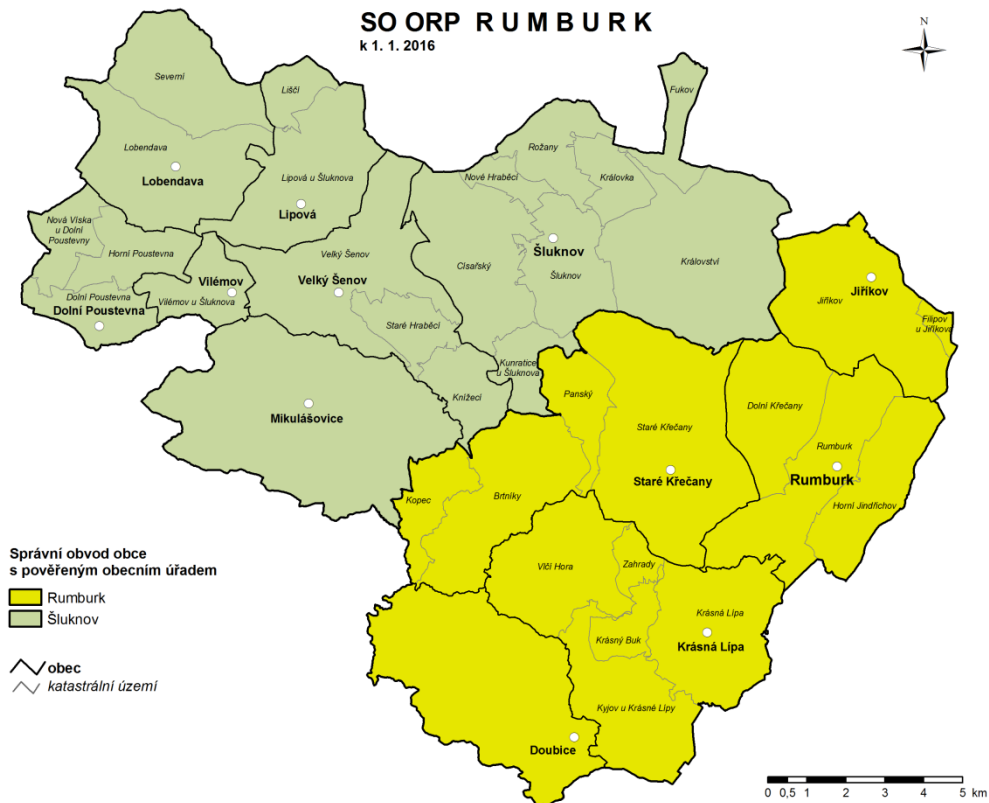 SO ORP R U M B U R K
k 1. 1. 2016
N
Severní
Liščí
Fukov
Lobendava
Lobendava
Lipová u Šluknova
Lipová
Rožany
Nové Hraběcí
Královka
Nová Víska
u Dolní
Poustevny
Horní Poustevna
Vilémov
Velký Šenov
Velký Šenov
Císařský
Šluknov
Šluknov
Království
Dolní Poustevna
Dolní Poustevna
Vilémov u Šluknova
Staré Hraběcí
Jiříkov
Jiříkov
Filipov
u Jiříkova
Kunratice
u Šluknova
Knížecí
Mikulášovice
Panský
Dolní Křečany
Staré Křečany
Staré Křečany
Rumburk
Rumburk
Horní Jindřichov
Kopec
Brtníky
Vlčí Hora
Zahrady
Krásná Lípa
Krásná Lípa
Krásný Buk
Kyjov u Krásné Lípy
Doubice
Správní obvod obce
s pověřeným obecním úřadem
Rumburk
Šluknov
obec
katastrální území
0 0,5 1 2 3 4 5 km